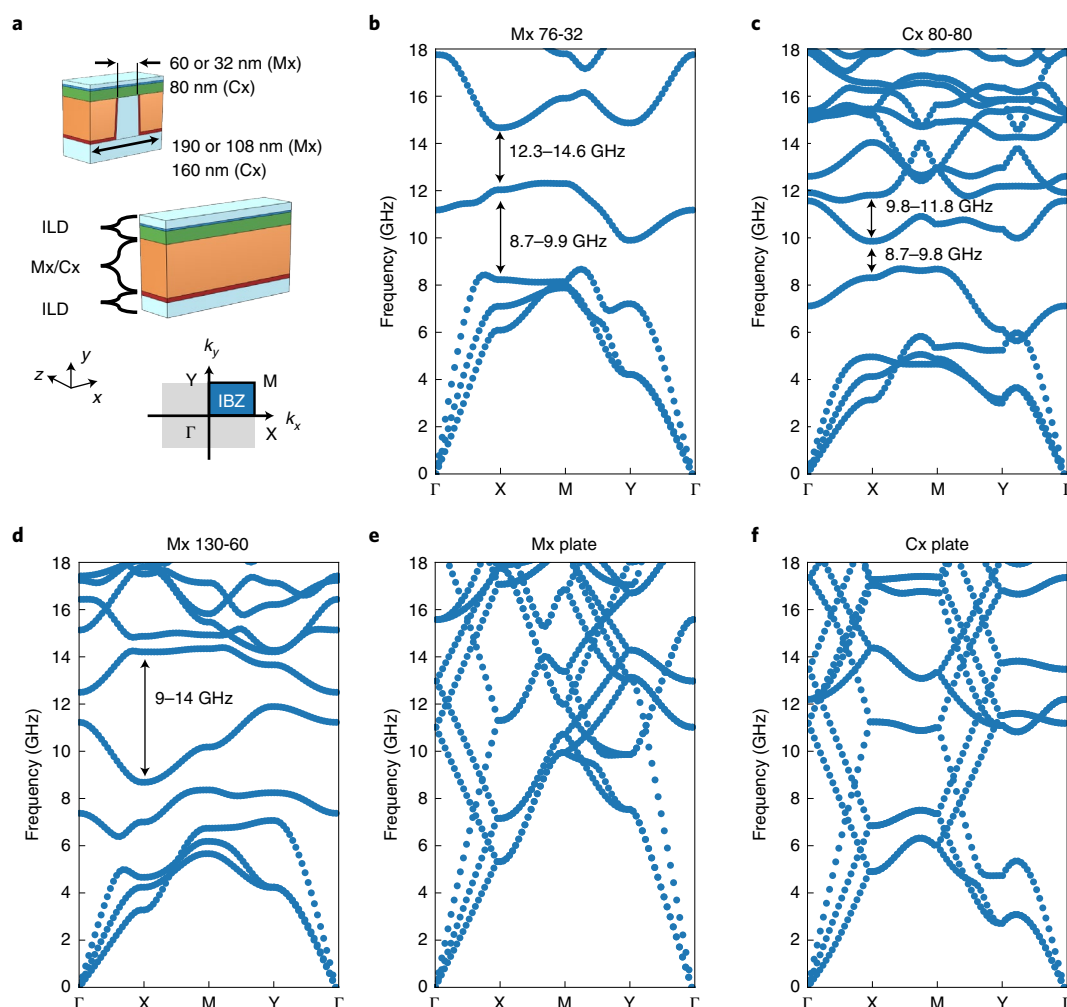 a
60 or 32 nm (Mx)
80 nm (Cx)
190 or 108 nm (Mx)
160 nm (Cx)
ILD
Mx/Cx
ILD
y
z
x
k_y
Y
M
IBZ
k_x
Γ
X
b
Mx 76-32
18
16
14
12
10
8
6
4
2
0
Frequency (GHz)
12.3–14.6 GHz
8.7–9.9 GHz
Γ X M Y Γ
c
Cx 80-80
18
16
14
12
10
8
6
4
2
0
Frequency (GHz)
9.8–11.8 GHz
8.7–9.8 GHz
Γ X M Y Γ
d
Mx 130-60
18
16
14
12
10
8
6
4
2
0
Frequency (GHz)
9–14 GHz
Γ X M Y Γ
e
Mx plate
18
16
14
12
10
8
6
4
2
0
Frequency (GHz)
Γ X M Y Γ
f
Cx plate
18
16
14
12
10
8
6
4
2
0
Frequency (GHz)
Γ X M Y Γ